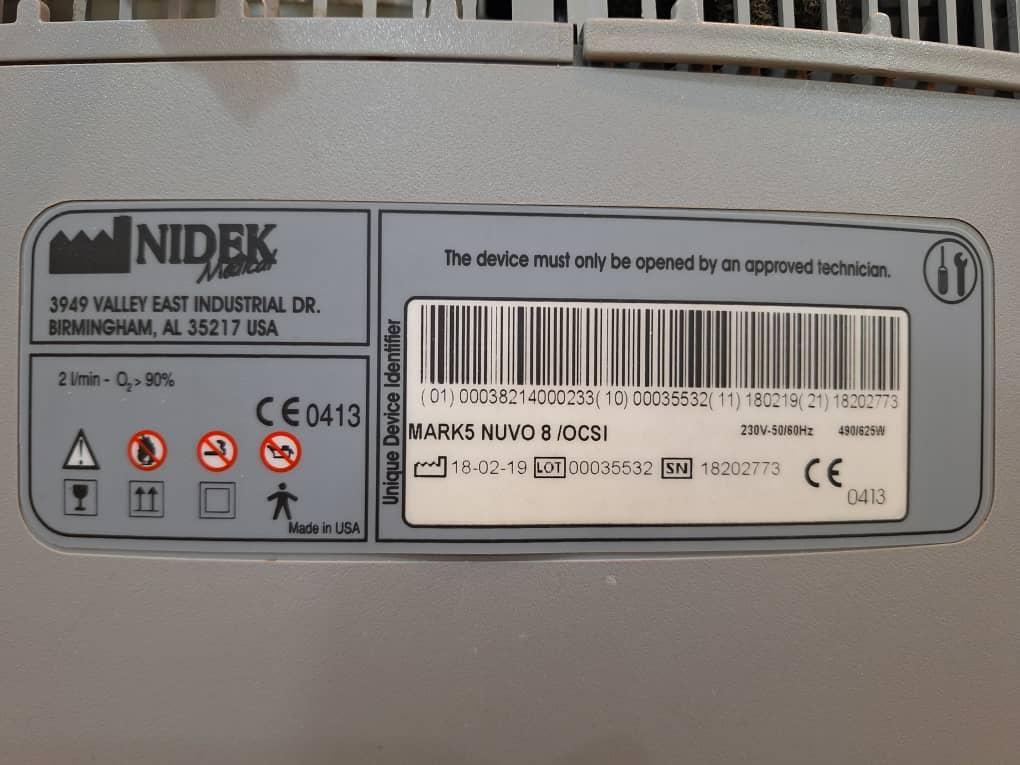 NIDEK
Medical
3949 VALLEY EAST INDUSTRIAL DR.
BIRMINGHAM, AL 35217 USA
2 l/min - O₂ > 90%
CE 0413
Made in USA
The device must only be opened by an approved technician.
Unique Device Identifier
(01) 00038214000233(10) 00035532(11) 180219(21) 18202773
MARK5 NUVO 8 /OCSI
230V-50/60Hz 490/625W
18-02-19 LOT 00035532 SN 18202773 CE
0413